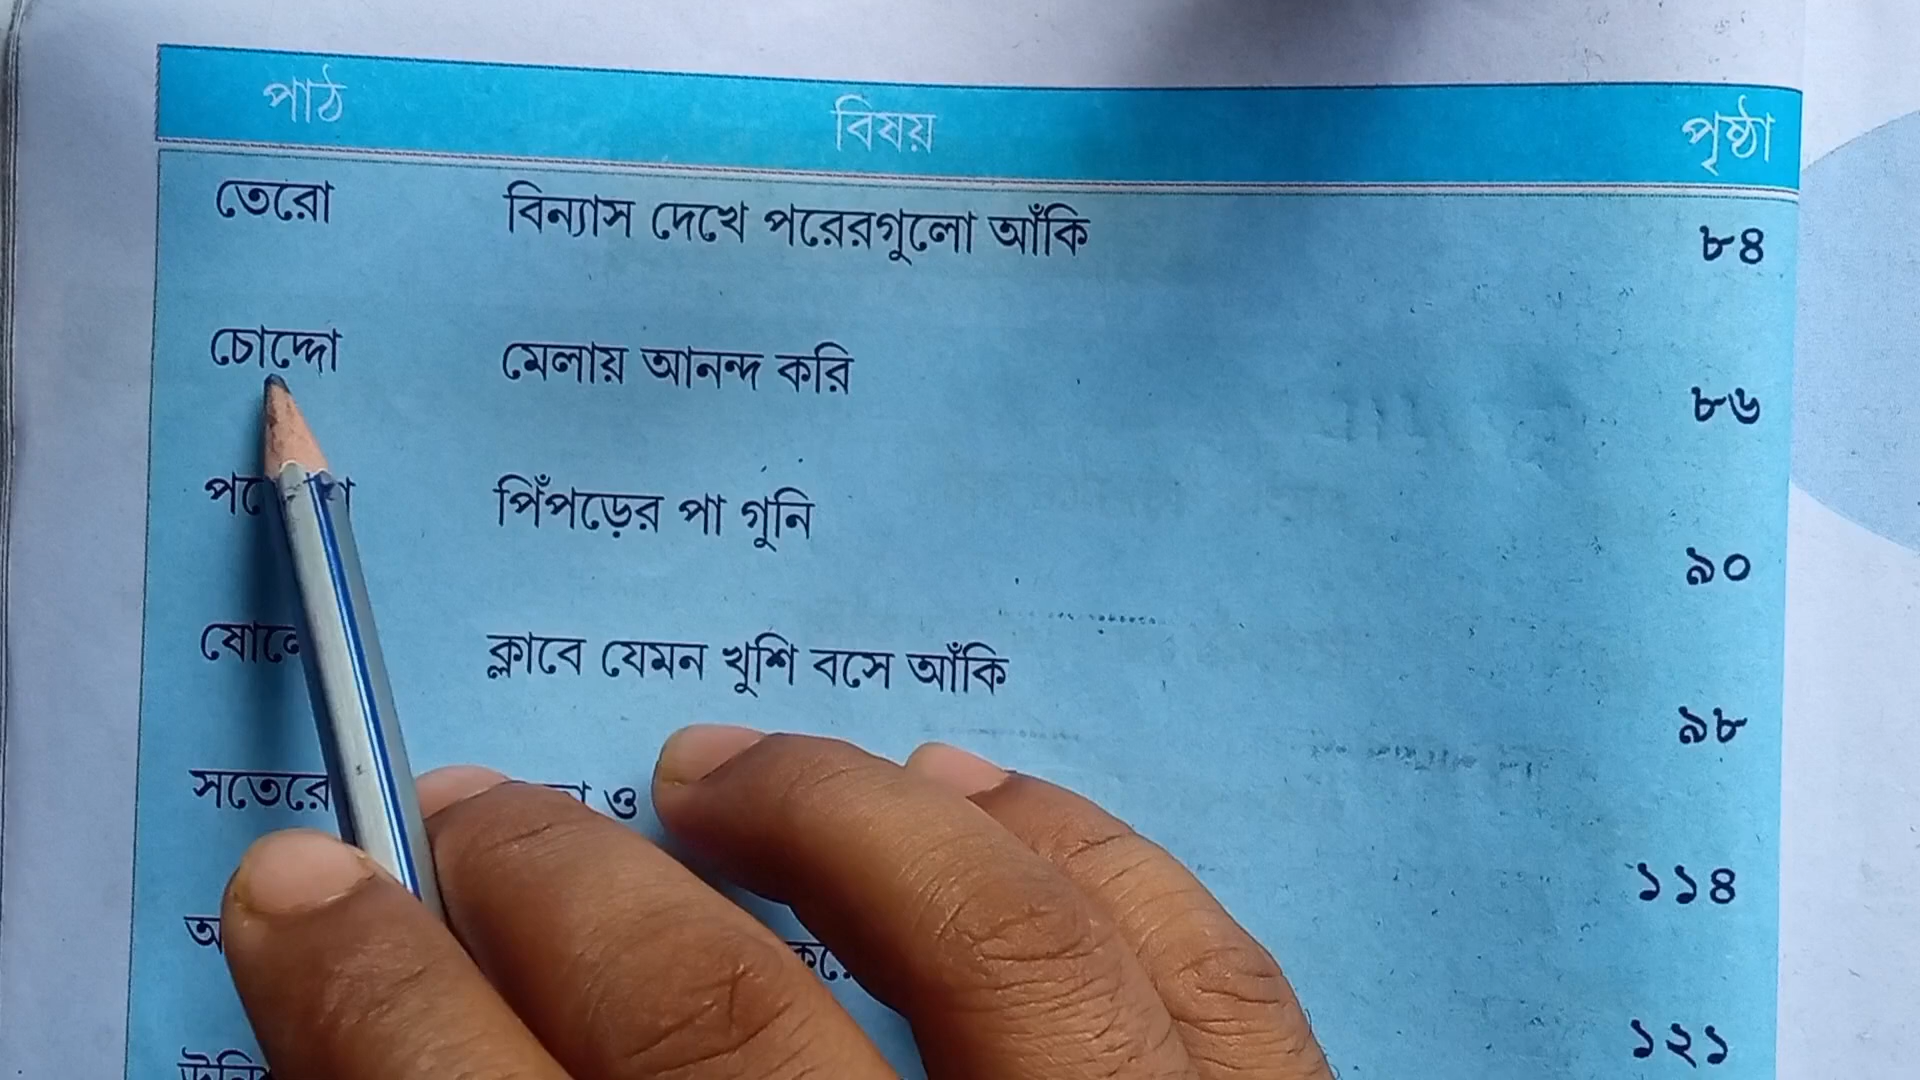 পাঠ বিষয় পৃষ্ঠা
তেরো বিন্যাস দেখে পরেরগুলো আঁকি ৮৪
চোদ্দো মেলায় আনন্দ করি ৮৬
পিঁপড়ের পা গুনি ৯০
ক্লাবে যেমন খুশি বসে আঁকি ৯৮
ও ১১৪
১২১